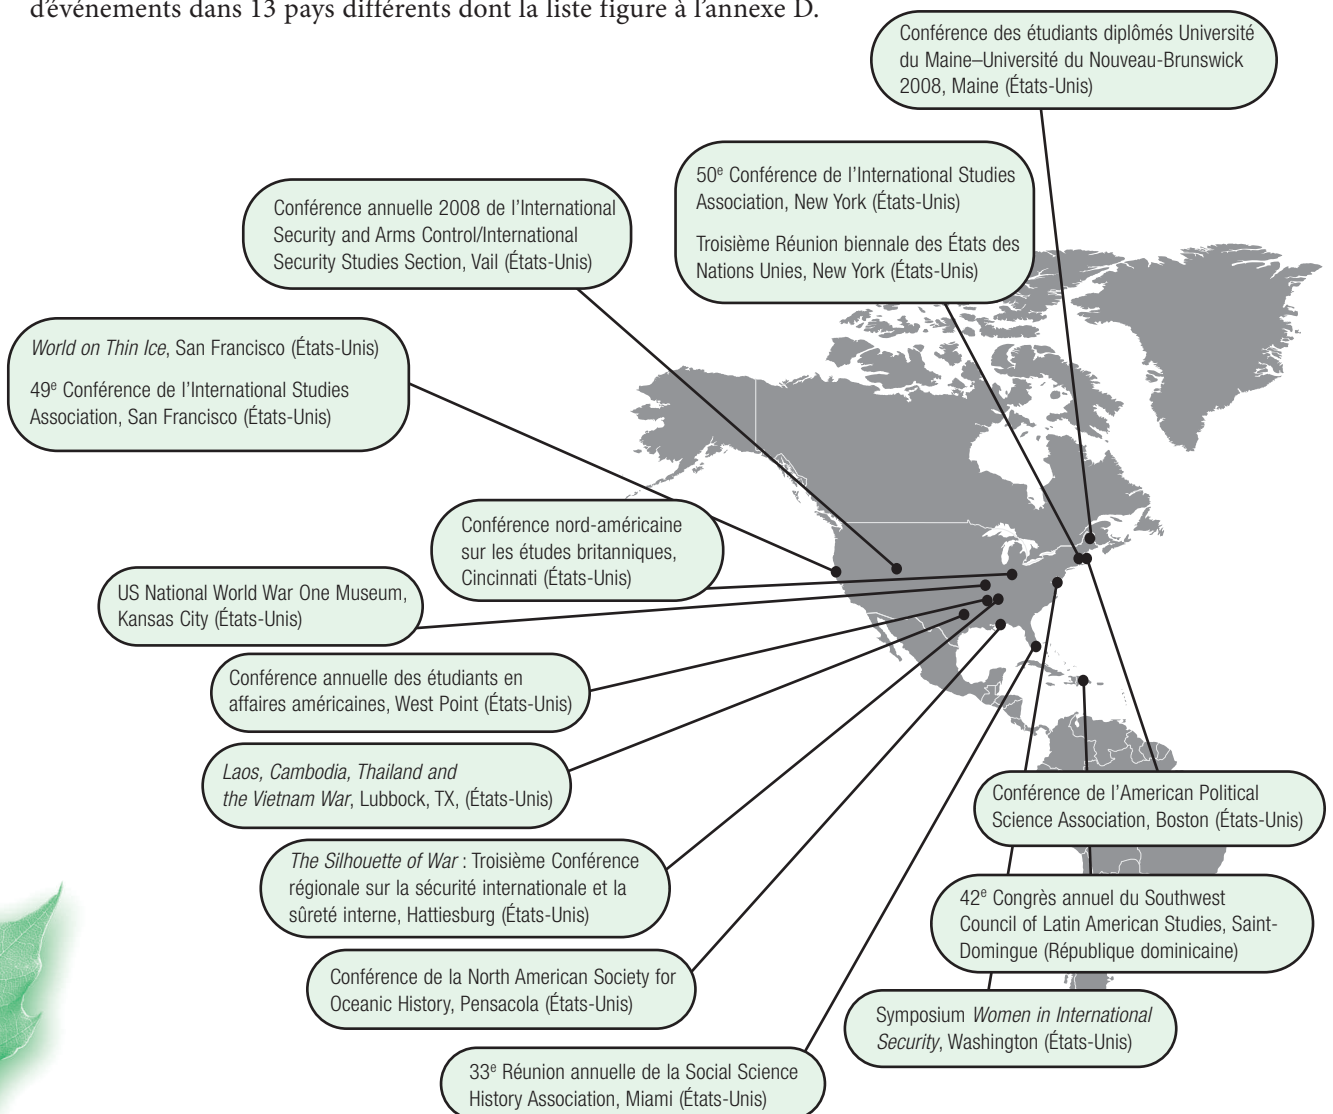 d'événements dans 13 pays différents dont la liste figure à l'annexe D.
Conférence des étudiants diplômés Université
du Maine–Université du Nouveau-Brunswick
2008, Maine (États-Unis)
50e Conférence de l'International Studies
Association, New York (États-Unis)
Troisième Réunion biennale des États des
Nations Unies, New York (États-Unis)
Conférence annuelle 2008 de l'International
Security and Arms Control/International
Security Studies Section, Vail (États-Unis)
World on Thin Ice, San Francisco (États-Unis)
49e Conférence de l'International Studies
Association, San Francisco (États-Unis)
Conférence nord-américaine
sur les études britanniques,
Cincinnati (États-Unis)
US National World War One Museum,
Kansas City (États-Unis)
Conférence annuelle des étudiants en
affaires américaines, West Point (États-Unis)
Laos, Cambodia, Thailand and
the Vietnam War, Lubbock, TX, (États-Unis)
The Silhouette of War : Troisième Conférence
régionale sur la sécurité internationale et la
sûreté interne, Hattiesburg (États-Unis)
Conférence de la North American Society for
Oceanic History, Pensacola (États-Unis)
33e Réunion annuelle de la Social Science
History Association, Miami (États-Unis)
Conférence de l'American Political
Science Association, Boston (États-Unis)
42e Congrès annuel du Southwest
Council of Latin American Studies, Saint-
Domingue (République dominicaine)
Symposium Women in International
Security, Washington (États-Unis)